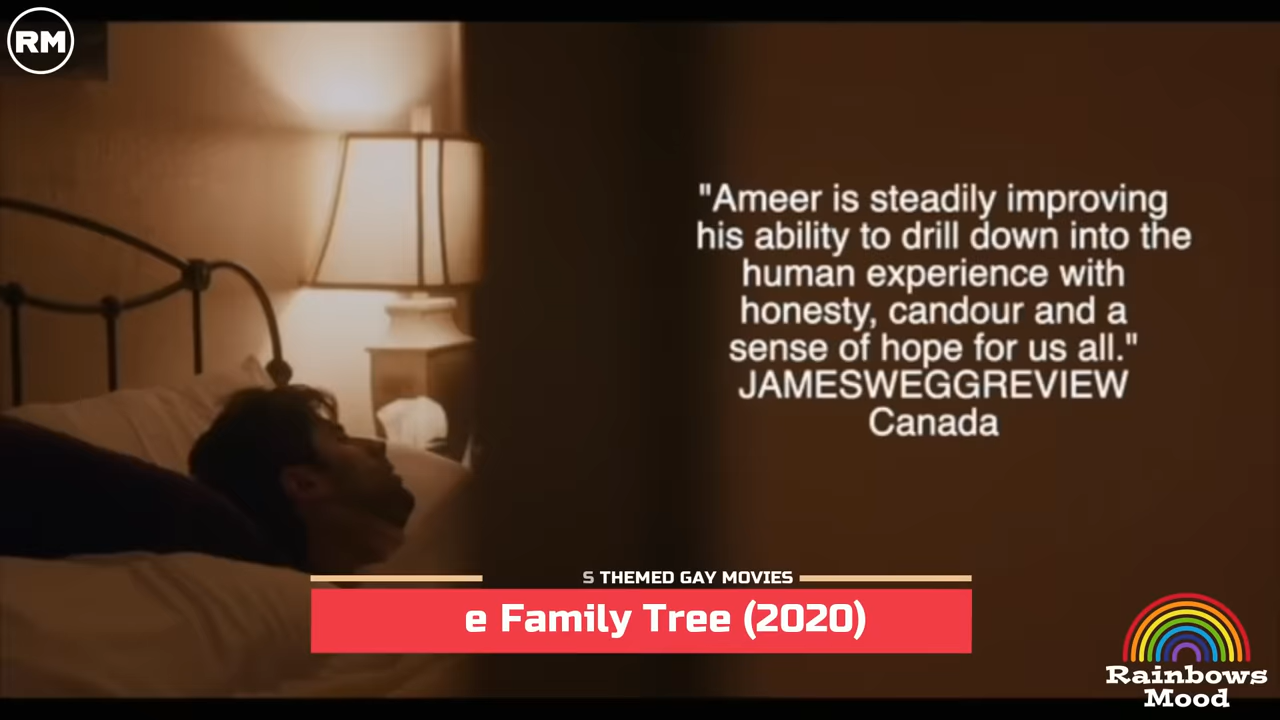 RM
"Ameer is steadily improving
his ability to drill down into the
human experience with
honesty, candour and a
sense of hope for us all."
JAMESWEGGREVIEW
Canada
S THEMED GAY MOVIES
e Family Tree (2020)
Rainbows
Mood